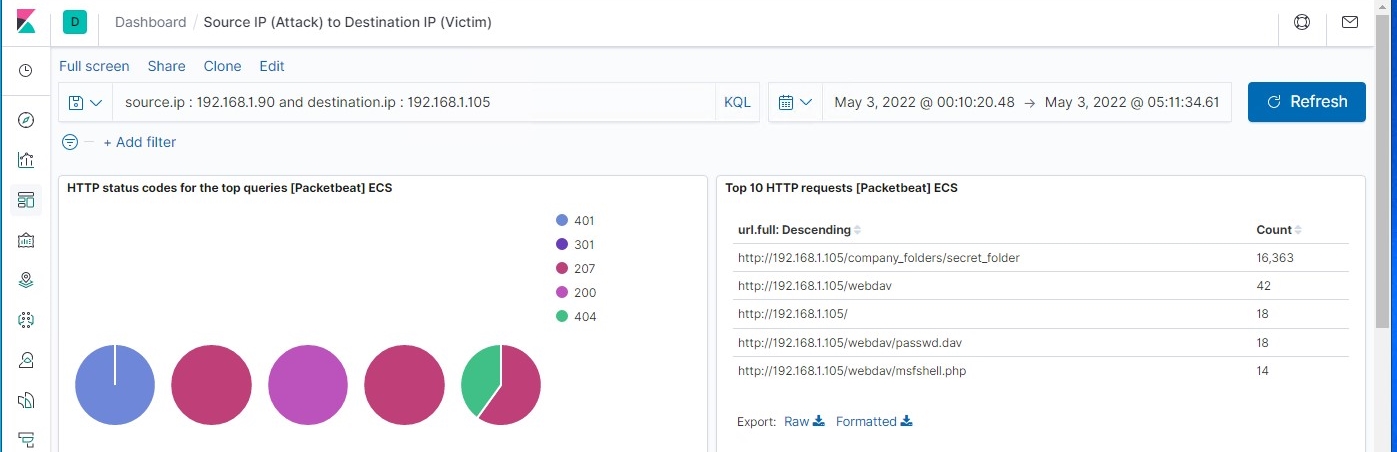 D Dashboard / Source IP (Attack) to Destination IP (Victim)
Full screen Share Clone Edit
source.ip : 192.168.1.90 and destination.ip : 192.168.1.105 KQL May 3, 2022 @ 00:10:20.48 → May 3, 2022 @ 05:11:34.61 Refresh
+ Add filter
HTTP status codes for the top queries [Packetbeat] ECS
401
301
207
200
404
Top 10 HTTP requests [Packetbeat] ECS
url.full: Descending Count
http://192.168.1.105/company_folders/secret_folder 16,363
http://192.168.1.105/webdav 42
http://192.168.1.105/ 18
http://192.168.1.105/webdav/passwd.dav 18
http://192.168.1.105/webdav/msfshell.php 14
Export: Raw Formatted